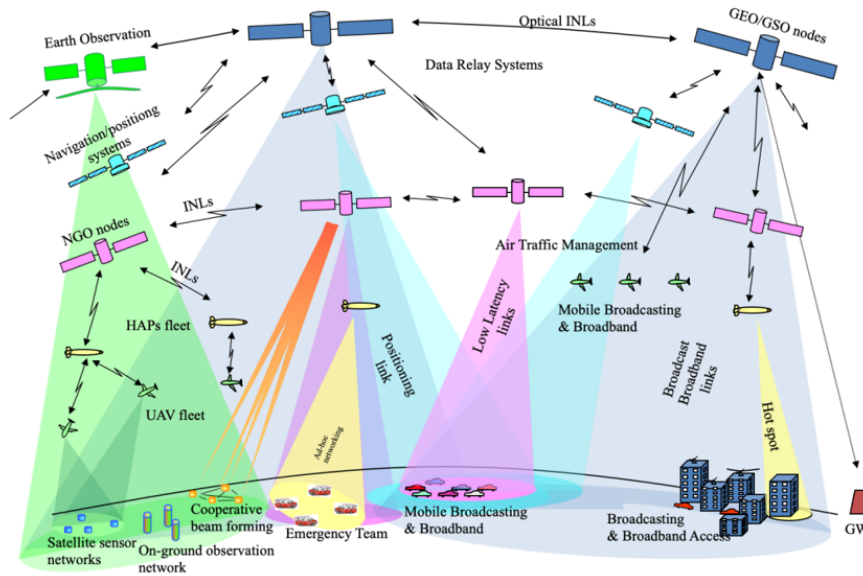 Earth Observation
Optical INLs
GEO/GSO nodes
Data Relay Systems
Navigation/positiong
systems
INLs
NGO nodes
INLs
Air Traffic Management
HAPs fleet
Mobile Broadcasting
& Broadband
Low Latency
links
Positioning
link
Broadcast
Broadband
links
UAV fleet
Hot spot
Ad-hoc
networking
Cooperative
beam forming
Satellite sensor
networks
On-ground observation
network
Emergency Team
Mobile Broadcasting
& Broadband
Broadcasting
& Broadband Access
GW